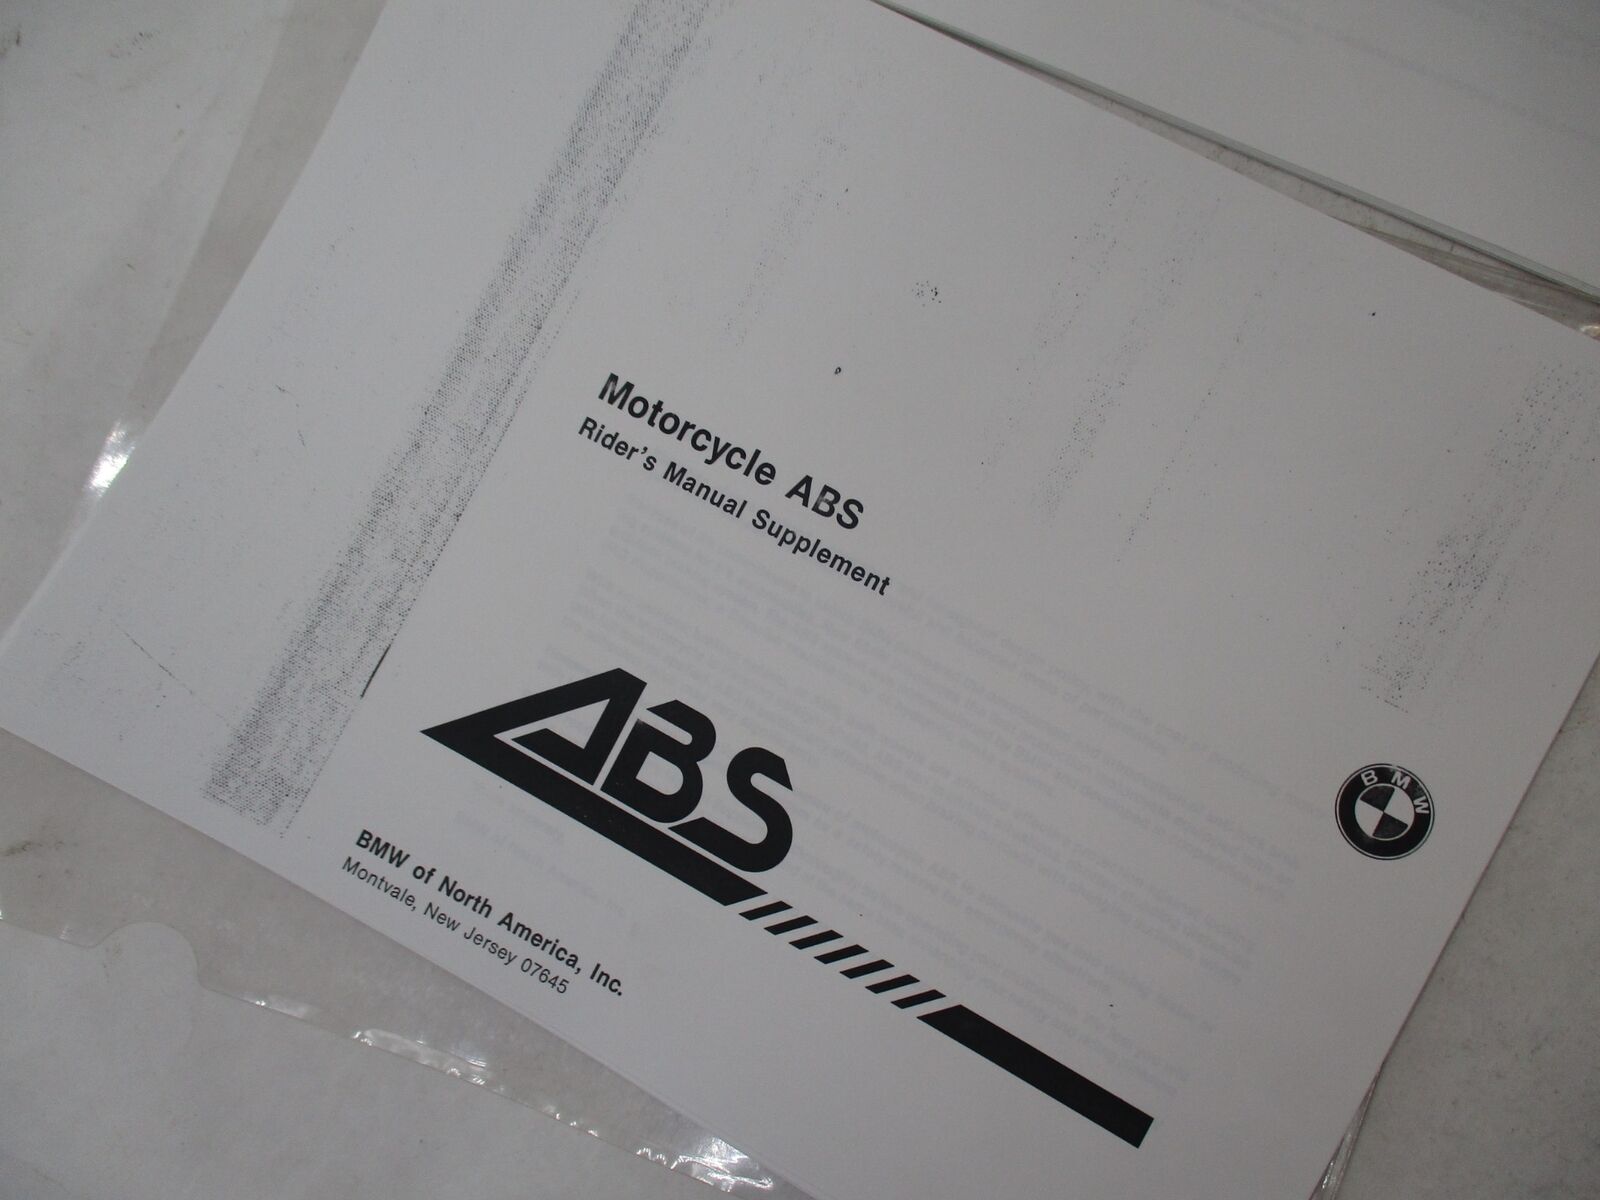 Motorcycle ABS
Rider's Manual Supplement
ABS
BMW
BMW of North America, Inc.
Montvale, New Jersey 07645